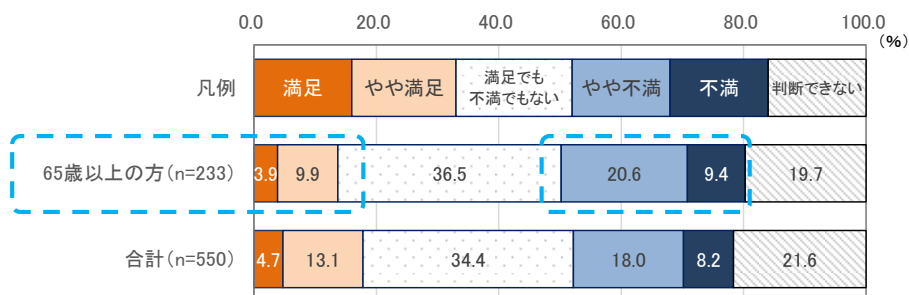 0.0 20.0 40.0 60.0 80.0 100.0
(%)
凡例 満足 やや満足 満足でも不満でもない やや不満 不満 判断できない
65歳以上の方(n=233) 3.9 9.9 36.5 20.6 9.4 19.7
合計(n=550) 4.7 13.1 34.4 18.0 8.2 21.6